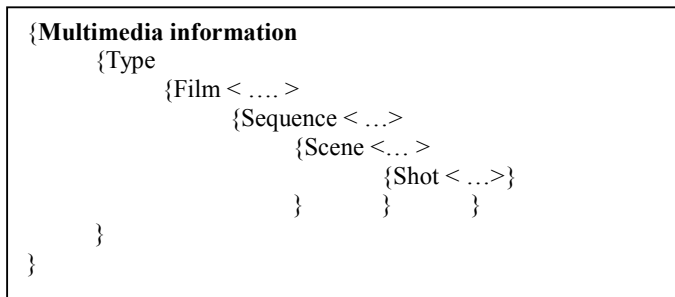 {Multimedia information
{Type
{Film < …. >
{Sequence < …>
{Scene <… >
{Shot < …>}
} } }
}
}